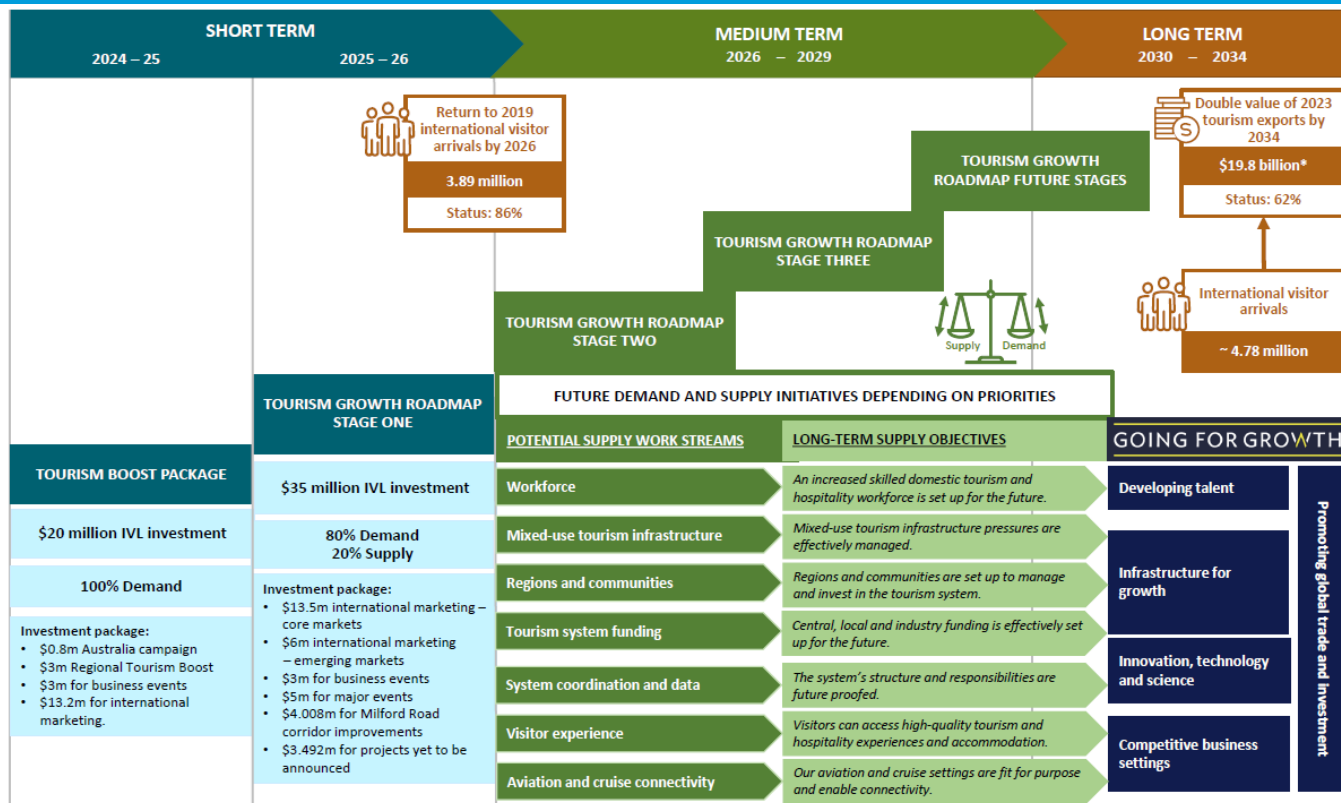 SHORT TERM
2024 – 25
2025 – 26
MEDIUM TERM
2026 – 2029
LONG TERM
2030 – 2034
Return to 2019
international visitor
arrivals by 2026
3.89 million
Status: 86%
Double value of 2023
tourism exports by
2034
$19.8 billion*
Status: 62%
International visitor
arrivals
~ 4.78 million
TOURISM GROWTH
ROADMAP FUTURE STAGES
TOURISM GROWTH ROADMAP
STAGE THREE
TOURISM GROWTH ROADMAP
STAGE TWO
Supply
Demand
TOURISM GROWTH ROADMAP
STAGE ONE
$35 million IVL investment
80% Demand
20% Supply
Investment package:
• $13.5m international marketing –
core markets
• $6m international marketing
– emerging markets
• $3m for business events
• $5m for major events
• $4.008m for Milford Road
corridor improvements
• $3.492m for projects yet to be
announced
TOURISM BOOST PACKAGE
$20 million IVL investment
100% Demand
Investment package:
• $0.8m Australia campaign
• $3m Regional Tourism Boost
• $3m for business events
• $13.2m for international
marketing.
FUTURE DEMAND AND SUPPLY INITIATIVES DEPENDING ON PRIORITIES
POTENTIAL SUPPLY WORK STREAMS
LONG-TERM SUPPLY OBJECTIVES
GOING FOR GROWTH
Workforce
An increased skilled domestic tourism and
hospitality workforce is set up for the future.
Mixed-use tourism infrastructure
Mixed-use tourism infrastructure pressures are
effectively managed.
Regions and communities
Regions and communities are set up to manage
and invest in the tourism system.
Tourism system funding
Central, local and industry funding is effectively set
up for the future.
System coordination and data
The system's structure and responsibilities are
future proofed.
Visitor experience
Visitors can access high-quality tourism and
hospitality experiences and accommodation.
Aviation and cruise connectivity
Our aviation and cruise settings are fit for purpose
and enable connectivity.
Developing talent
Infrastructure for
growth
Innovation, technology
and science
Competitive business
settings
Promoting global trade and investment